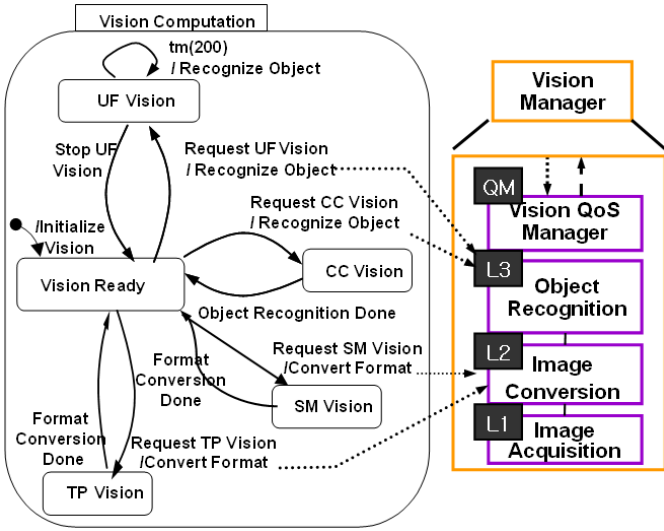 Vision Computation
tm(200)
/ Recognize Object
UF Vision
Stop UF
Vision
Request UF Vision
/ Recognize Object
Request CC Vision
/ Recognize Object
/Initialize
Vision
Vision Ready
CC Vision
Object Recognition Done
Format
Conversion
Done
Request SM Vision
/Convert Format
SM Vision
Format
Conversion
Done
Request TP Vision
/Convert Format
TP Vision
Vision
Manager
QM
Vision QoS
Manager
L3
Object
Recognition
L2
Image
Conversion
L1
Image
Acquisition